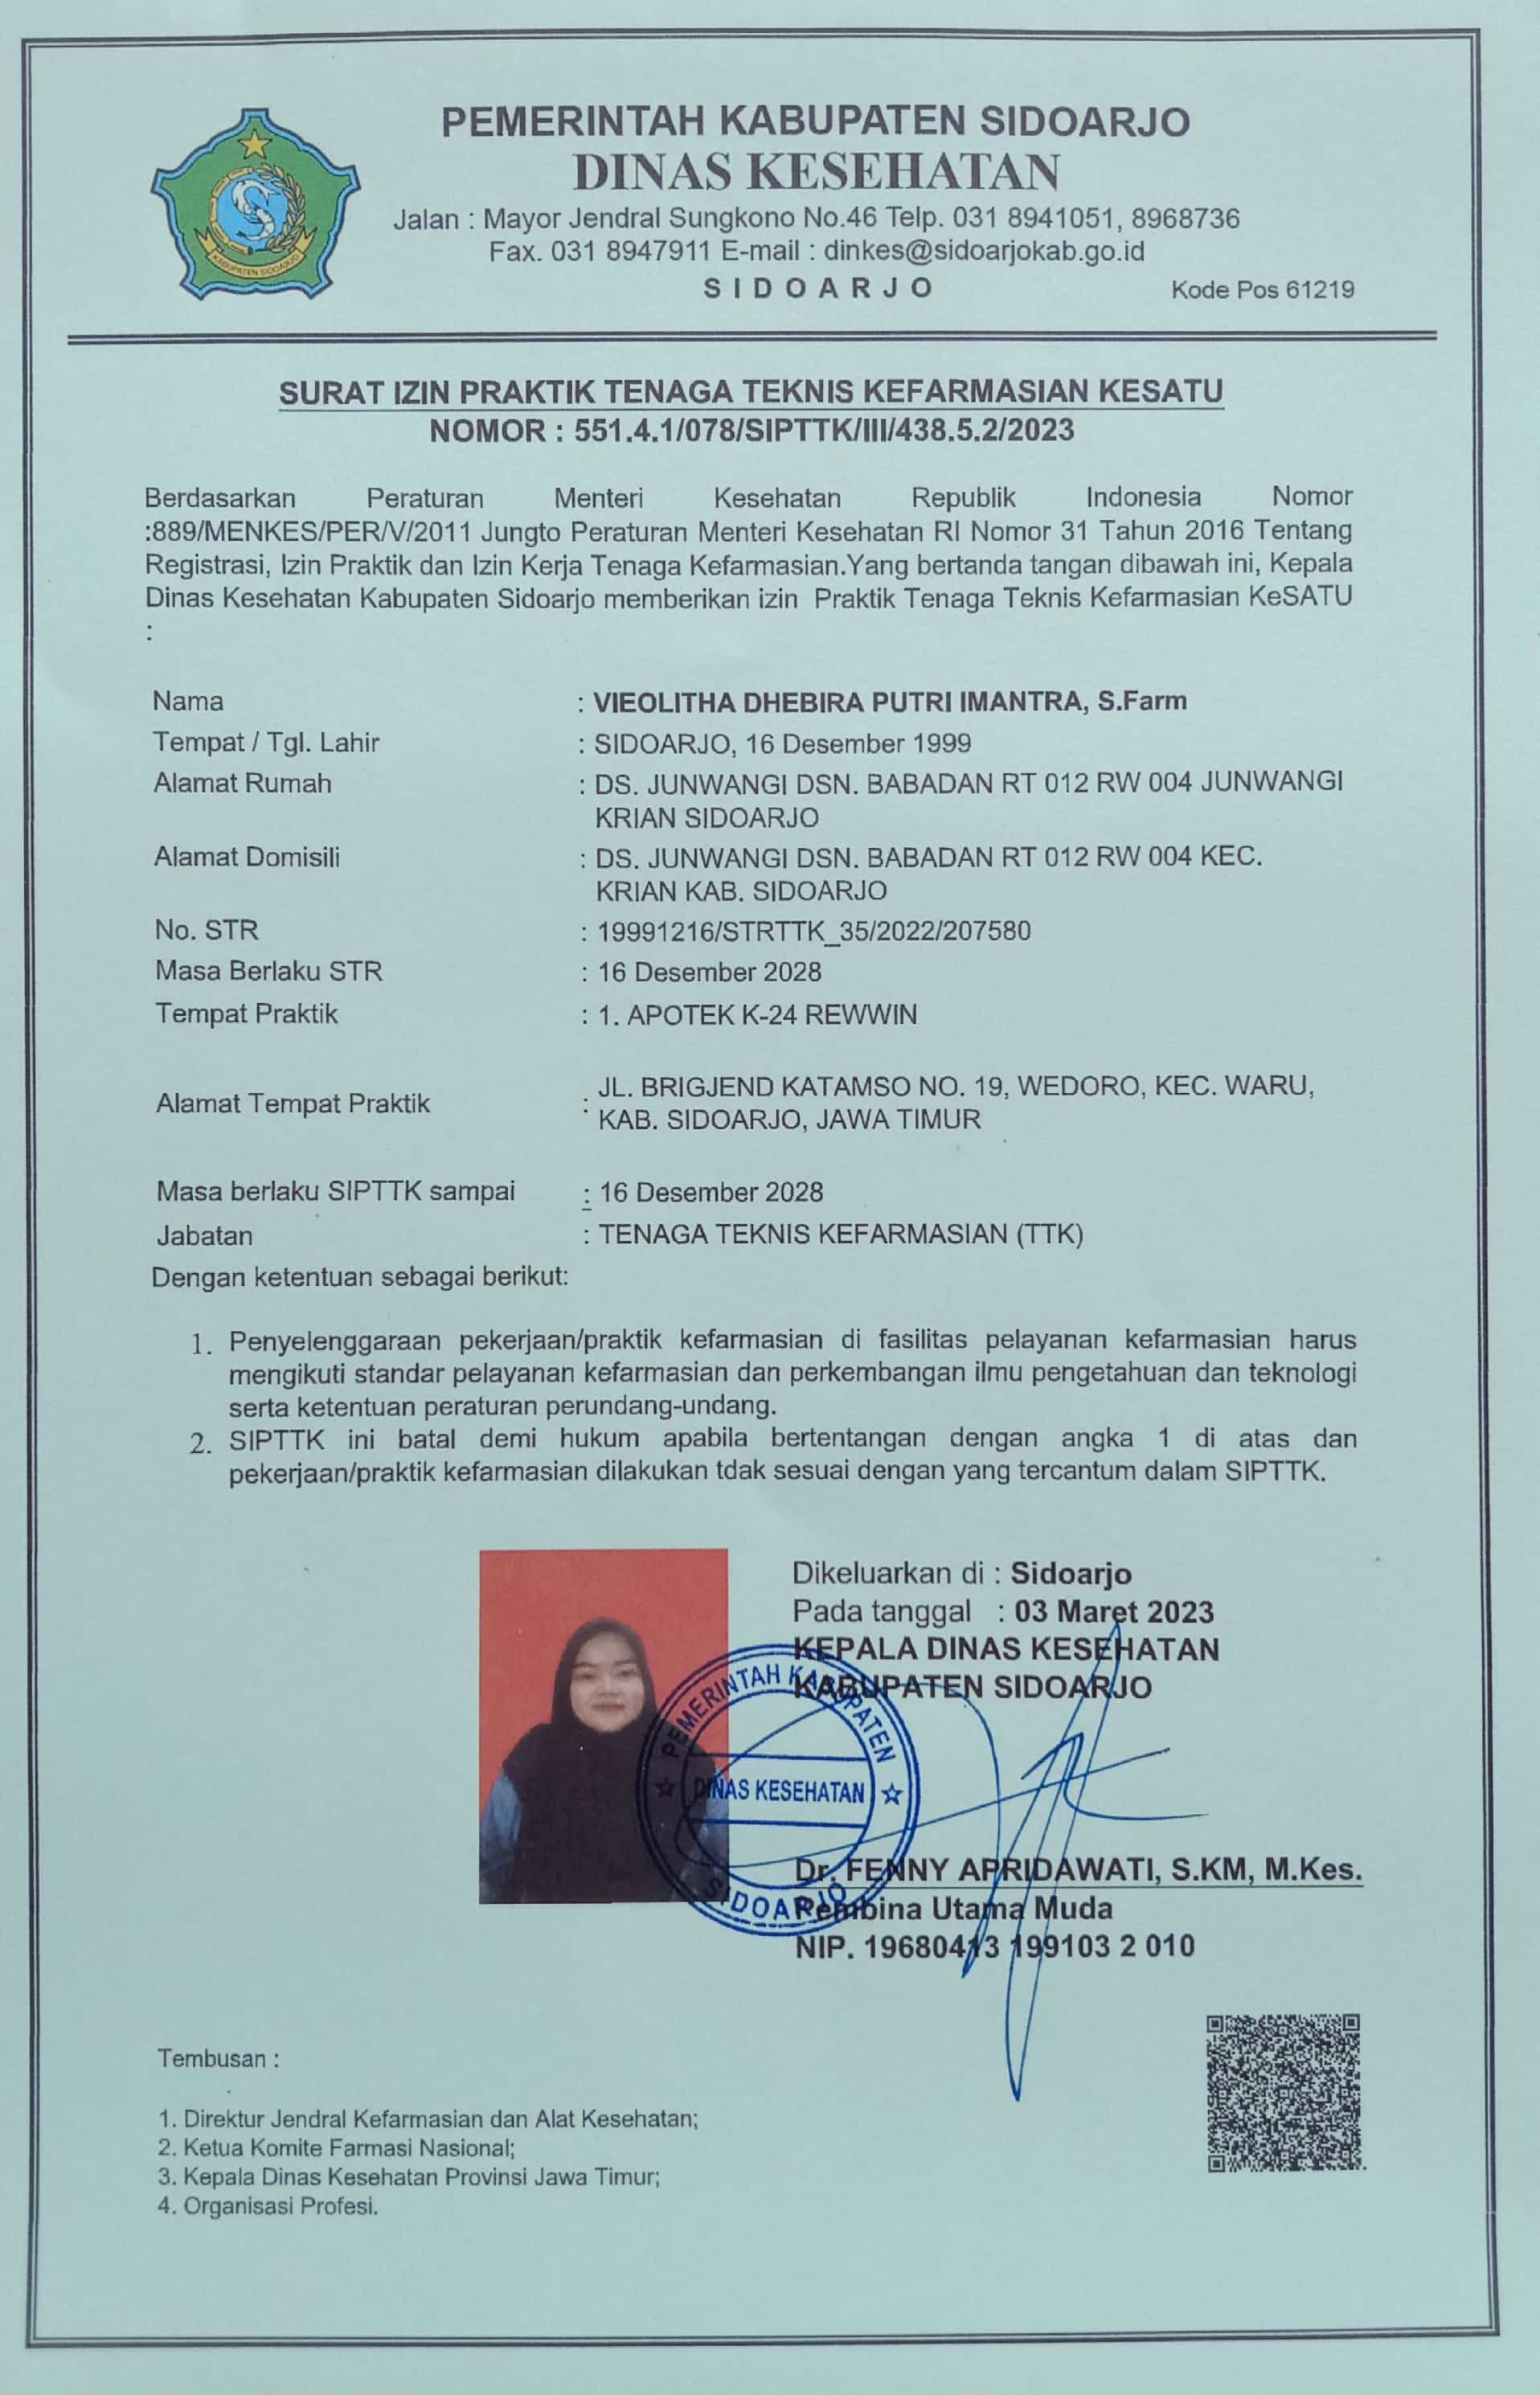 PEMERINTAH KABUPATEN SIDOARJO
DINAS KESEHATAN
Jalan : Mayor Jendral Sungkono No.46 Telp. 031 8941051, 8968736
Fax. 031 8947911 E-mail : dinkes@sidoarjokab.go.id
SIDOARJO Kode Pos 61219
KABUPATEN SIDOARJO
SURAT IZIN PRAKTIK TENAGA TEKNIS KEFARMASIAN KESATU
NOMOR : 551.4.1/078/SIPTTK/III/438.5.2/2023
Berdasarkan Peraturan Menteri Kesehatan Republik Indonesia Nomor
:889/MENKES/PER/V/2011 Jungto Peraturan Menteri Kesehatan RI Nomor 31 Tahun 2016 Tentang
Registrasi, Izin Praktik dan Izin Kerja Tenaga Kefarmasian.Yang bertanda tangan dibawah ini, Kepala
Dinas Kesehatan Kabupaten Sidoarjo memberikan izin Praktik Tenaga Teknis Kefarmasian KeSATU
:
Nama : VIEOLITHA DHEBIRA PUTRI IMANTRA, S.Farm
Tempat / Tgl. Lahir : SIDOARJO, 16 Desember 1999
Alamat Rumah : DS. JUNWANGI DSN. BABADAN RT 012 RW 004 JUNWANGI
KRIAN SIDOARJO
Alamat Domisili : DS. JUNWANGI DSN. BABADAN RT 012 RW 004 KEC.
KRIAN KAB. SIDOARJO
No. STR : 19991216/STRTTK_35/2022/207580
Masa Berlaku STR : 16 Desember 2028
Tempat Praktik : 1. APOTEK K-24 REWWIN
Alamat Tempat Praktik : JL. BRIGJEND KATAMSO NO. 19, WEDORO, KEC. WARU,
KAB. SIDOARJO, JAWA TIMUR
Masa berlaku SIPTTK sampai : 16 Desember 2028
Jabatan : TENAGA TEKNIS KEFARMASIAN (TTK)
Dengan ketentuan sebagai berikut:
1. Penyelenggaraan pekerjaan/praktik kefarmasian di fasilitas pelayanan kefarmasian harus
mengikuti standar pelayanan kefarmasian dan perkembangan ilmu pengetahuan dan teknologi
serta ketentuan peraturan perundang-undang.
2. SIPTTK ini batal demi hukum apabila bertentangan dengan angka 1 di atas dan
pekerjaan/praktik kefarmasian dilakukan tdak sesuai dengan yang tercantum dalam SIPTTK.
Dikeluarkan di : Sidoarjo
Pada tanggal : 03 Maret 2023
KEPALA DINAS KESEHATAN
KABUPATEN SIDOARJO
PEMERINTAH KABUPATEN
DINAS KESEHATAN
SIDOARJO
Dr. FENNY APRIDAWATI, S.KM, M.Kes.
Pembina Utama Muda
NIP. 19680413 199103 2 010
Tembusan :
1. Direktur Jendral Kefarmasian dan Alat Kesehatan;
2. Ketua Komite Farmasi Nasional;
3. Kepala Dinas Kesehatan Provinsi Jawa Timur;
4. Organisasi Profesi.